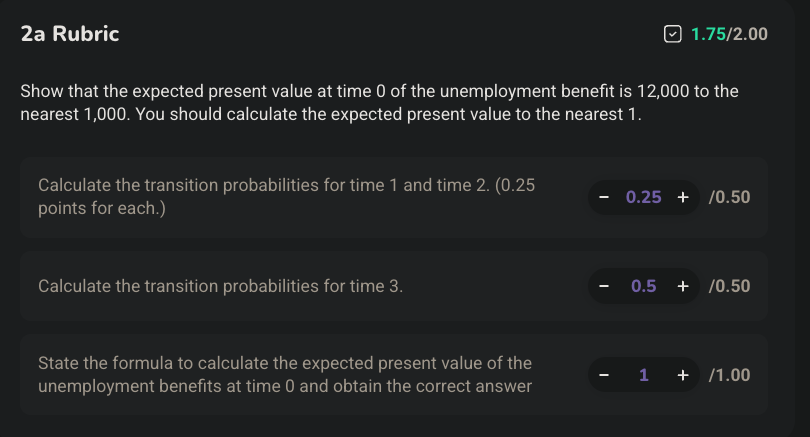 2a Rubric
1.75/2.00
Show that the expected present value at time 0 of the unemployment benefit is 12,000 to the
nearest 1,000. You should calculate the expected present value to the nearest 1.
Calculate the transition probabilities for time 1 and time 2. (0.25
points for each.)
- 0.25 + /0.50
Calculate the transition probabilities for time 3.
- 0.5 + /0.50
State the formula to calculate the expected present value of the
unemployment benefits at time 0 and obtain the correct answer
- 1 + /1.00